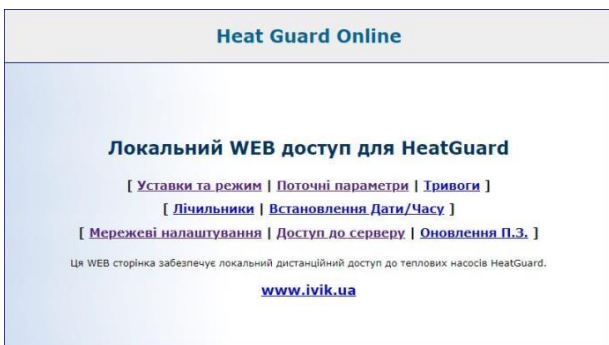 Heat Guard Online
Локальний WEB доступ для HeatGuard
[ Уставки та режим | Поточні параметри | Тривоги ]
[ Лічильники | Встановлення Дати/Часу ]
[ Мережеві налаштування | Доступ до серверу | Оновлення П.З. ]
Ця WEB сторінка забезпечує локальний дистанційний доступ до теплових насосів HeatGuard.
www.ivik.ua